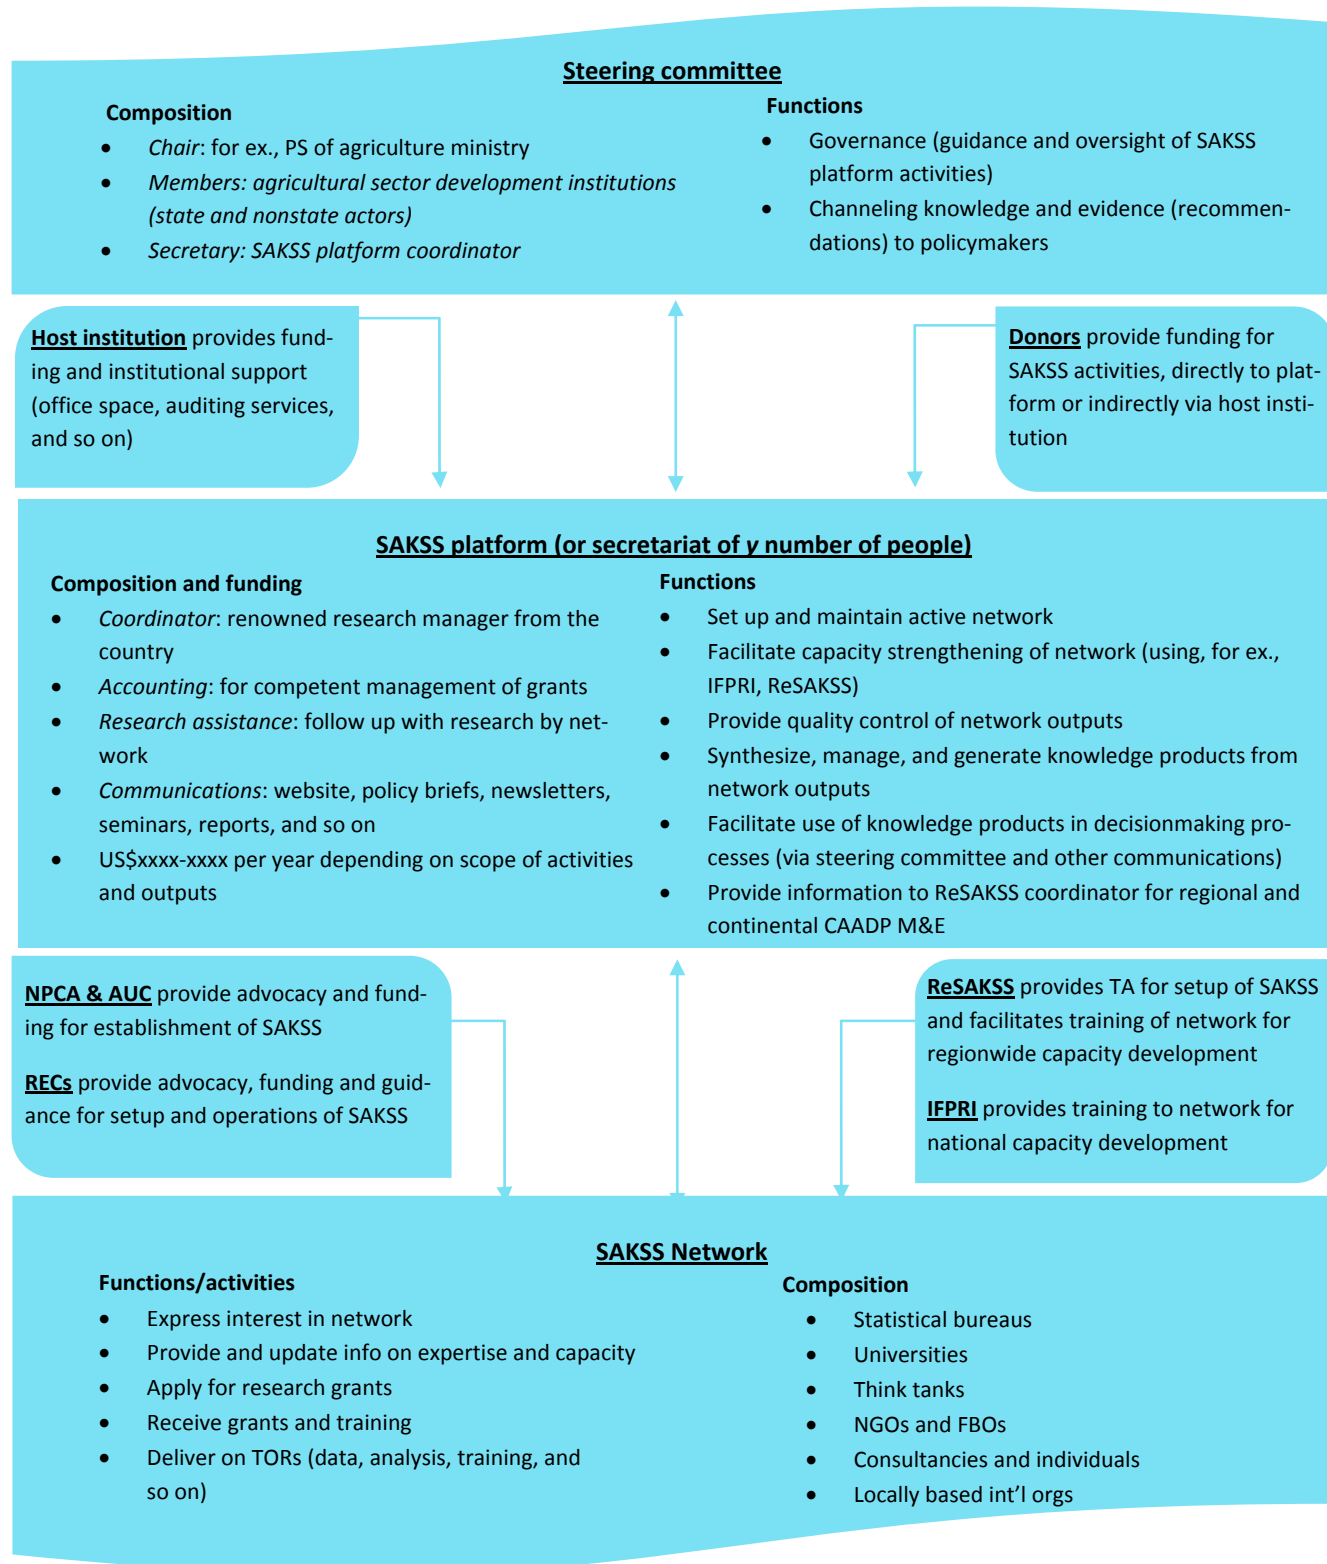 Steering committee
Composition
• Chair: for ex., PS of agriculture ministry
• Members: agricultural sector development institutions
(state and nonstate actors)
• Secretary: SAKSS platform coordinator
Functions
• Governance (guidance and oversight of SAKSS
platform activities)
• Channeling knowledge and evidence (recommen-
dations) to policymakers
Host institution provides fund-
ing and institutional support
(office space, auditing services,
and so on)
Donors provide funding for
SAKSS activities, directly to plat-
form or indirectly via host insti-
tution
SAKSS platform (or secretariat of y number of people)
Composition and funding
• Coordinator: renowned research manager from the
country
• Accounting: for competent management of grants
• Research assistance: follow up with research by net-
work
• Communications: website, policy briefs, newsletters,
seminars, reports, and so on
• US$xxxx-xxxx per year depending on scope of activities
and outputs
Functions
• Set up and maintain active network
• Facilitate capacity strengthening of network (using, for ex.,
IFPRI, ReSAKSS)
• Provide quality control of network outputs
• Synthesize, manage, and generate knowledge products from
network outputs
• Facilitate use of knowledge products in decisionmaking pro-
cesses (via steering committee and other communications)
• Provide information to ReSAKSS coordinator for regional and
continental CAADP M&E
NPCA & AUC provide advocacy and fund-
ing for establishment of SAKSS
RECs provide advocacy, funding and guid-
ance for setup and operations of SAKSS
ReSAKSS provides TA for setup of SAKSS
and facilitates training of network for
regionwide capacity development
IFPRI provides training to network for
national capacity development
SAKSS Network
Functions/activities
• Express interest in network
• Provide and update info on expertise and capacity
• Apply for research grants
• Receive grants and training
• Deliver on TORs (data, analysis, training, and
so on)
Composition
• Statistical bureaus
• Universities
• Think tanks
• NGOs and FBOs
• Consultancies and individuals
• Locally based int’l orgs